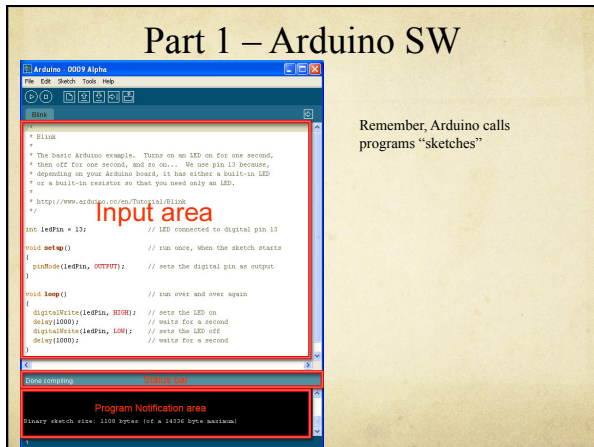 Part 1 – Arduino SW
Arduino - 0009 Alpha
File Edit Sketch Tools Help
Blink
/*
* Blink
*
* The basic Arduino example. Turns on an LED on for one second,
* then off for one second, and so on... We use pin 13 because,
* depending on your Arduino board, it has either a built-in LED
* or a built-in resistor so that you need only an LED.
*
* http://www.arduino.cc/en/Tutorial/Blink
*/
Input area
int ledPin = 13; // LED connected to digital pin 13
void setup() // run once, when the sketch starts
{
pinMode(ledPin, OUTPUT); // sets the digital pin as output
}
void loop() // run over and over again
{
digitalWrite(ledPin, HIGH); // sets the LED on
delay(1000); // waits for a second
digitalWrite(ledPin, LOW); // sets the LED off
delay(1000); // waits for a second
}
Done compiling.
Status bar
Program Notification area
Binary sketch size: 1108 bytes (of a 14336 byte maximum)
1
Remember, Arduino calls
programs “sketches”